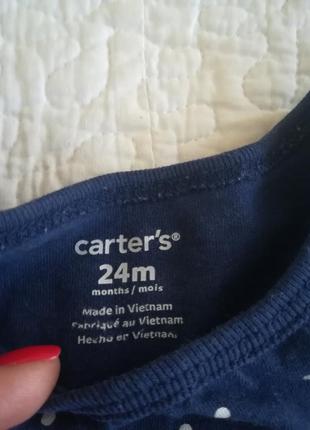 carter's®
24m
months / mois
Made in Vietnam
Fabriqué au Vietnam
Hecho en Vietnam